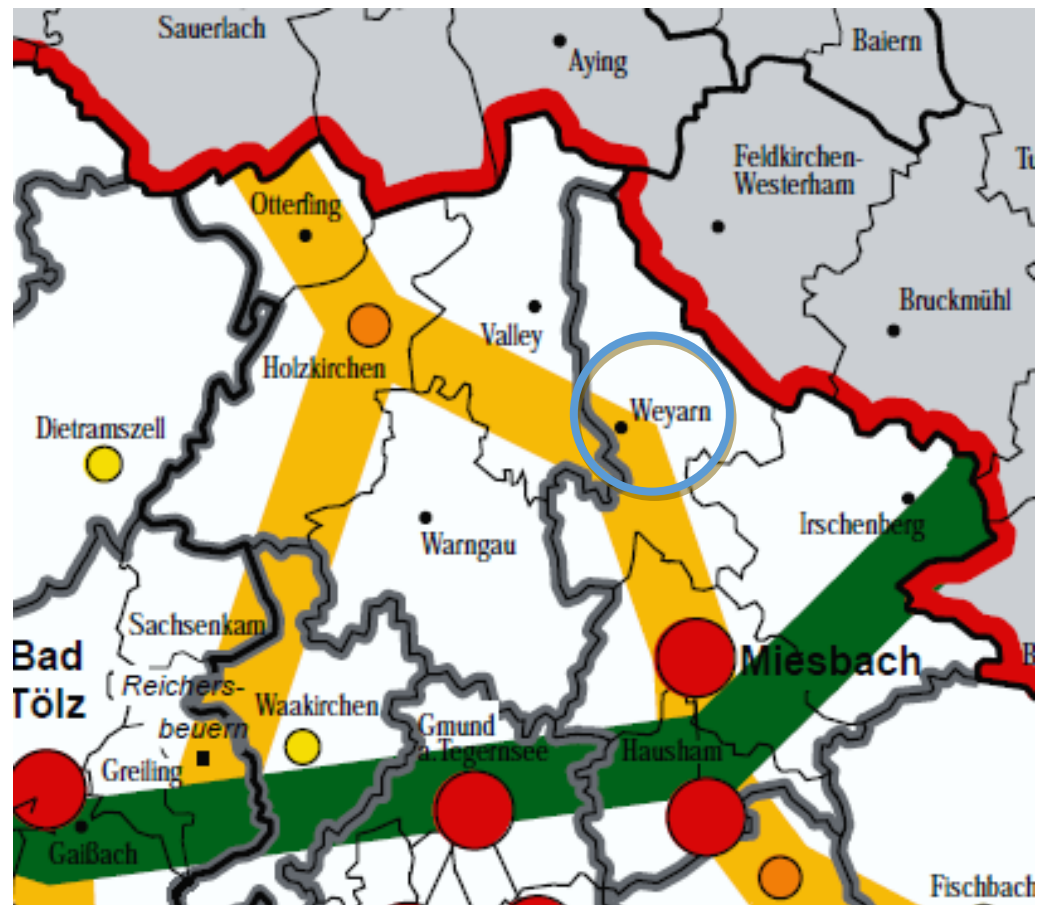 Sauerlach
Aying
Baiern
Feldkirchen-
Westerham
Otterfing
Bruckmühl
Valley
Holzkirchen
Weyarn
Dietramszell
Irschenberg
Warngau
Sachsenkam
Bad
Tölz
Miesbach
(Reichers-
beuern
Waakirchen
Gmund
a.Tegernsee
Hausham
Greiling
Gaißach
Fischbach